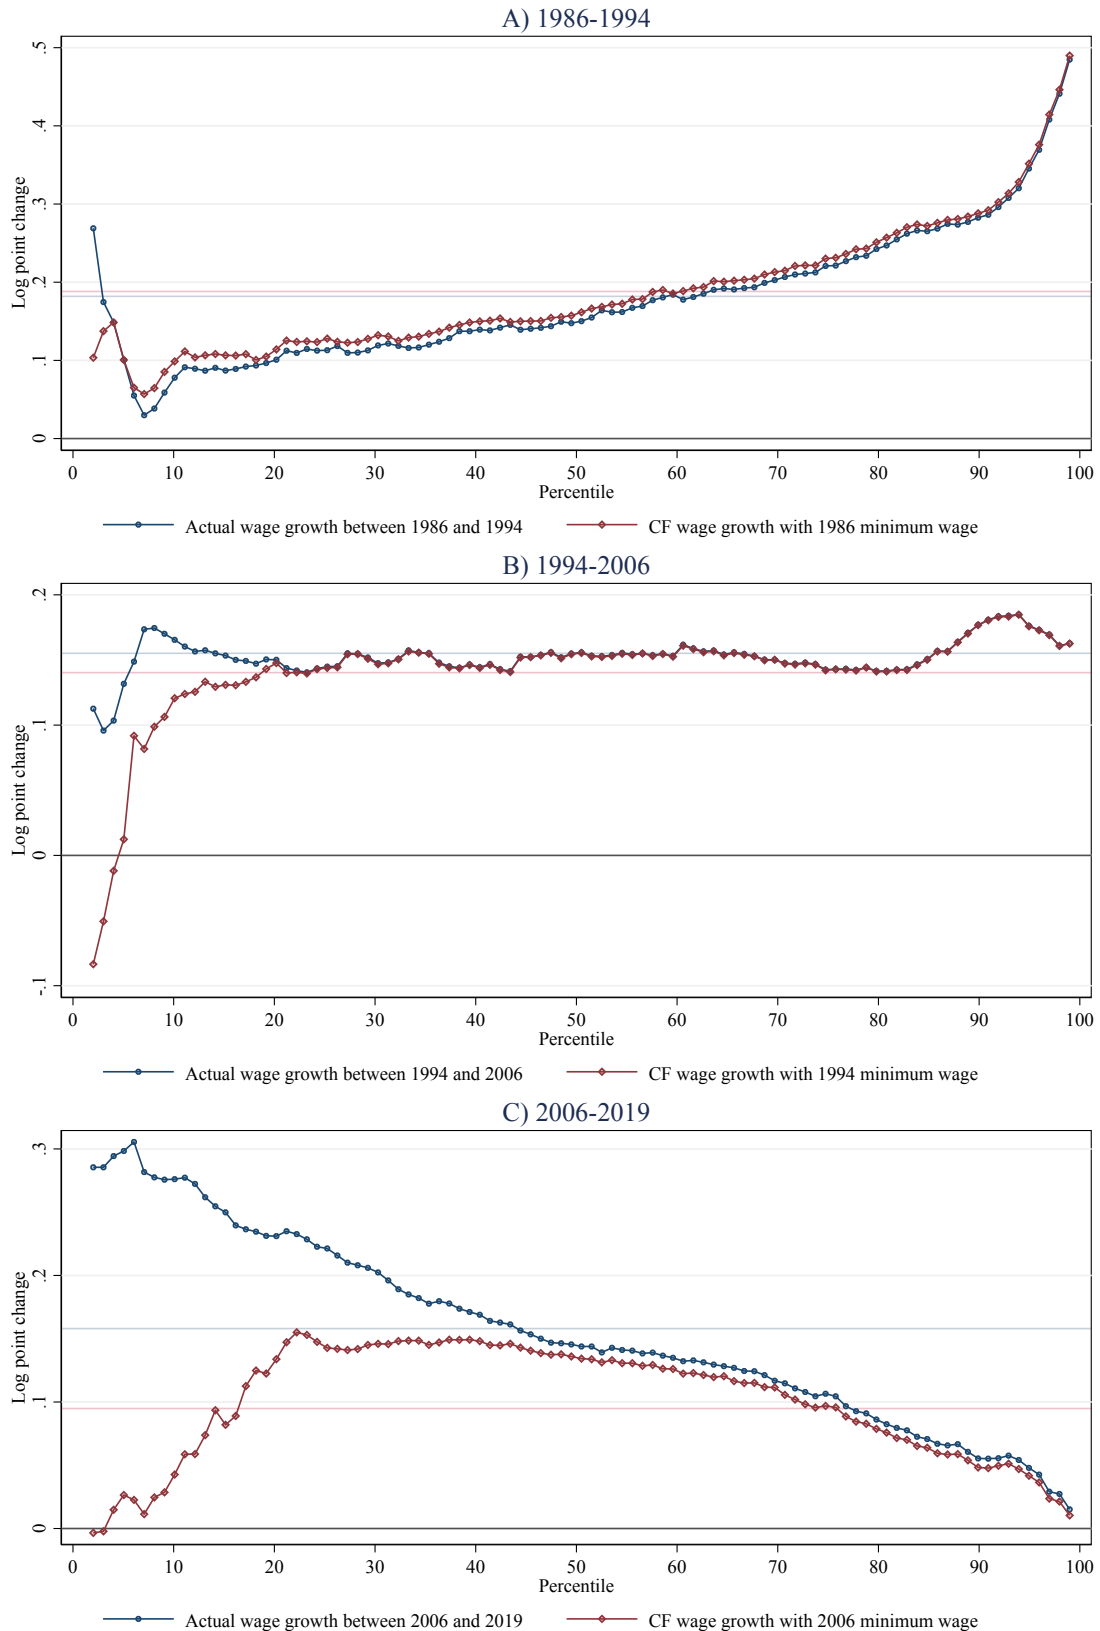 A) 1986-1994
.5
.4
.3
.2
.1
0
Log point change
0 10 20 30 40 50 60 70 80 90 100
Percentile
Actual wage growth between 1986 and 1994 CF wage growth with 1986 minimum wage
B) 1994-2006
.2
.1
0
-.1
Log point change
0 10 20 30 40 50 60 70 80 90 100
Percentile
Actual wage growth between 1994 and 2006 CF wage growth with 1994 minimum wage
C) 2006-2019
.3
.2
.1
0
Log point change
0 10 20 30 40 50 60 70 80 90 100
Percentile
Actual wage growth between 2006 and 2019 CF wage growth with 2006 minimum wage